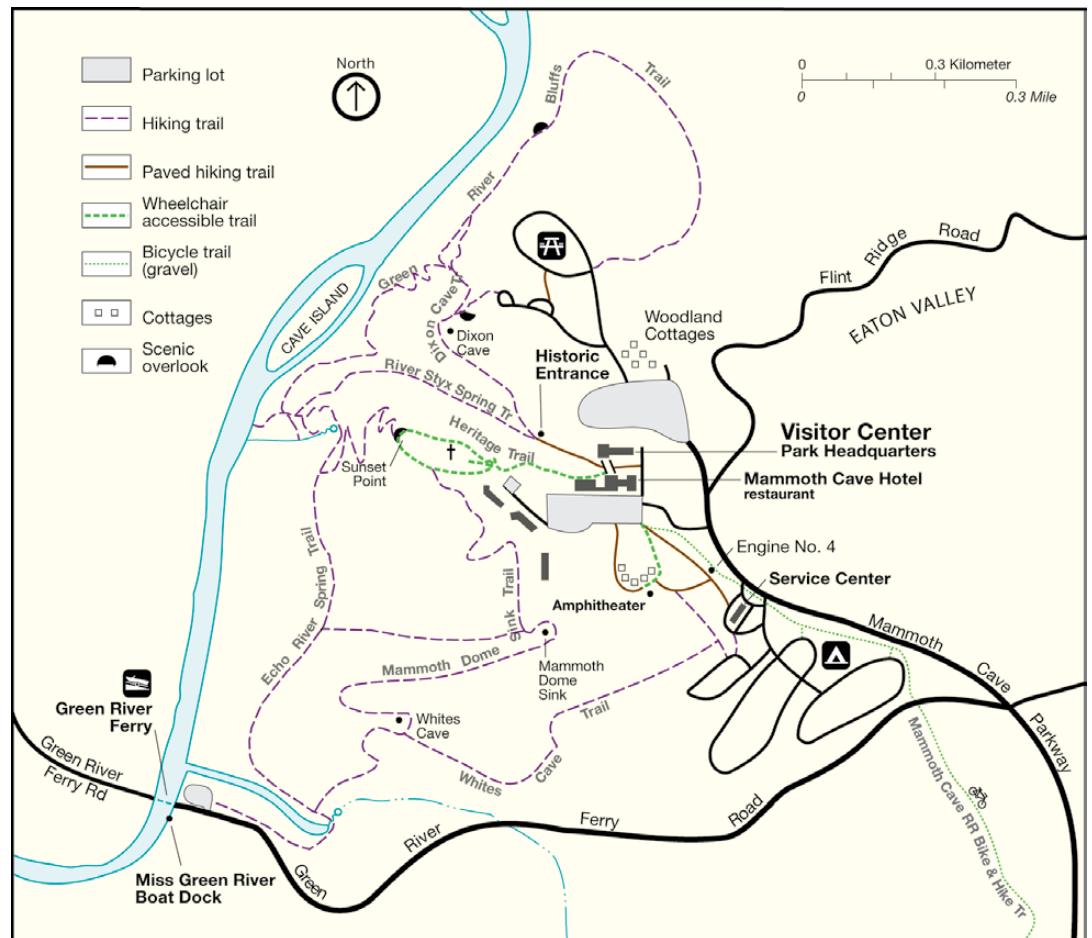 Parking lot
Hiking trail
Paved hiking trail
Wheelchair
accessible trail
Bicycle trail
(gravel)
Cottages
Scenic
overlook
North
0 0.3 Kilometer
0 0.3 Mile
River Bluffs Trail
Green
CAVE ISLAND
Dixon Cave Tr
Dixon
Cave
River Styx Spring Tr
Historic
Entrance
Woodland
Cottages
Flint Ridge Road
EATON VALLEY
Heritage Trail
Sunset
Point
Visitor Center
Park Headquarters
Mammoth Cave Hotel
restaurant
Engine No. 4
Service Center
Amphitheater
Echo River Spring Trail
Sink Trail
Mammoth Dome
Mammoth
Dome
Sink
Whites
Cave
Whites Cave Trail
Mammoth Cave Parkway
Green River
Ferry
Green River
Ferry Rd
Miss Green River
Boat Dock
Green River Ferry Road
Mammoth Cave RR Bike & Hike Tr